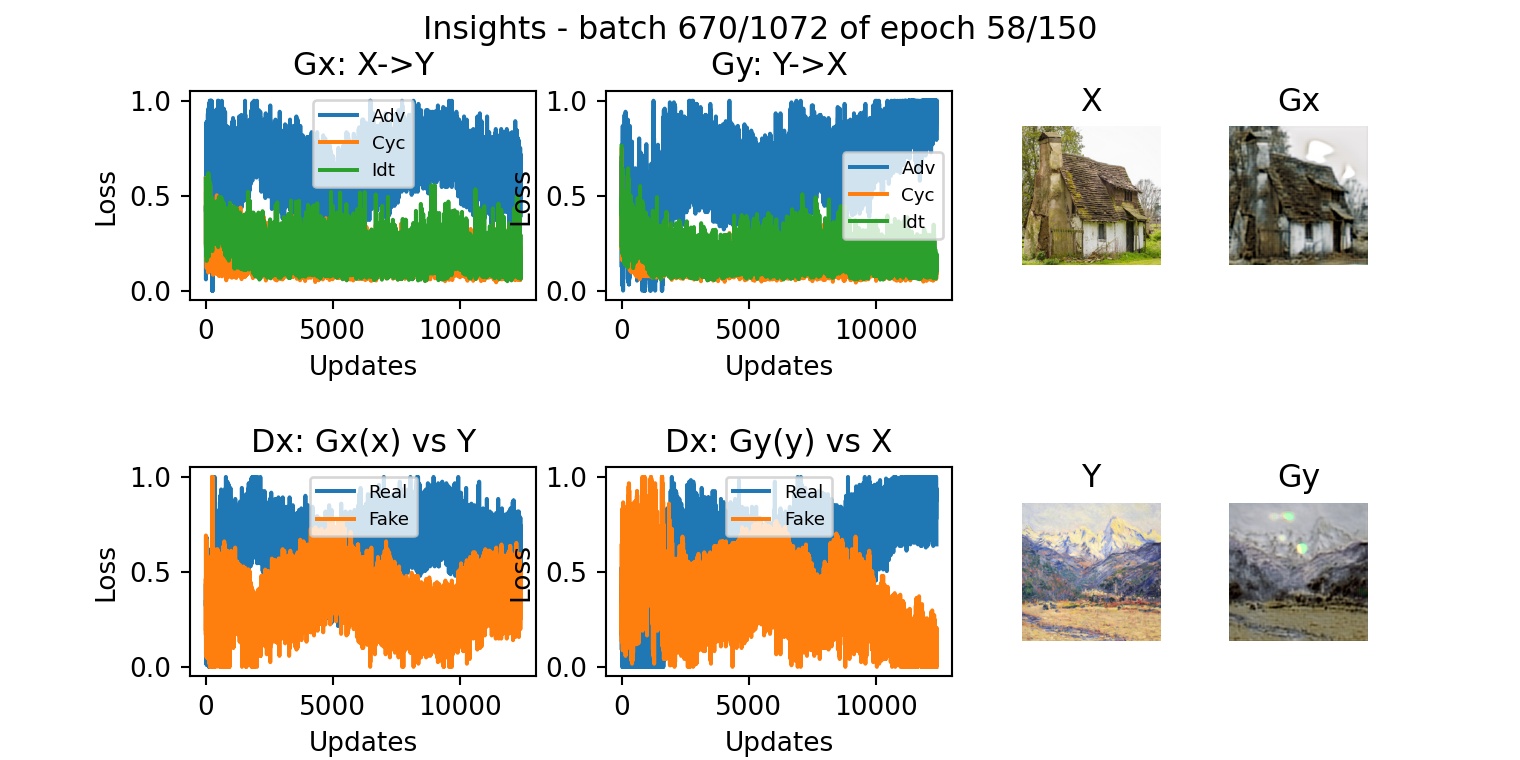 Insights - batch 670/1072 of epoch 58/150
Gx: X->Y
Gy: Y->X
X
Gx
1.0
0.5
0.0
Loss
Adv
Cyc
Idt
0
5000
10000
Updates
1.0
0.5
0.0
Loss
Adv
Cyc
Idt
0
5000
10000
Updates
Dx: Gx(x) vs Y
Dx: Gy(y) vs X
Y
Gy
1.0
0.5
0.0
Loss
Real
Fake
0
5000
10000
Updates
1.0
0.5
0.0
Loss
Real
Fake
0
5000
10000
Updates